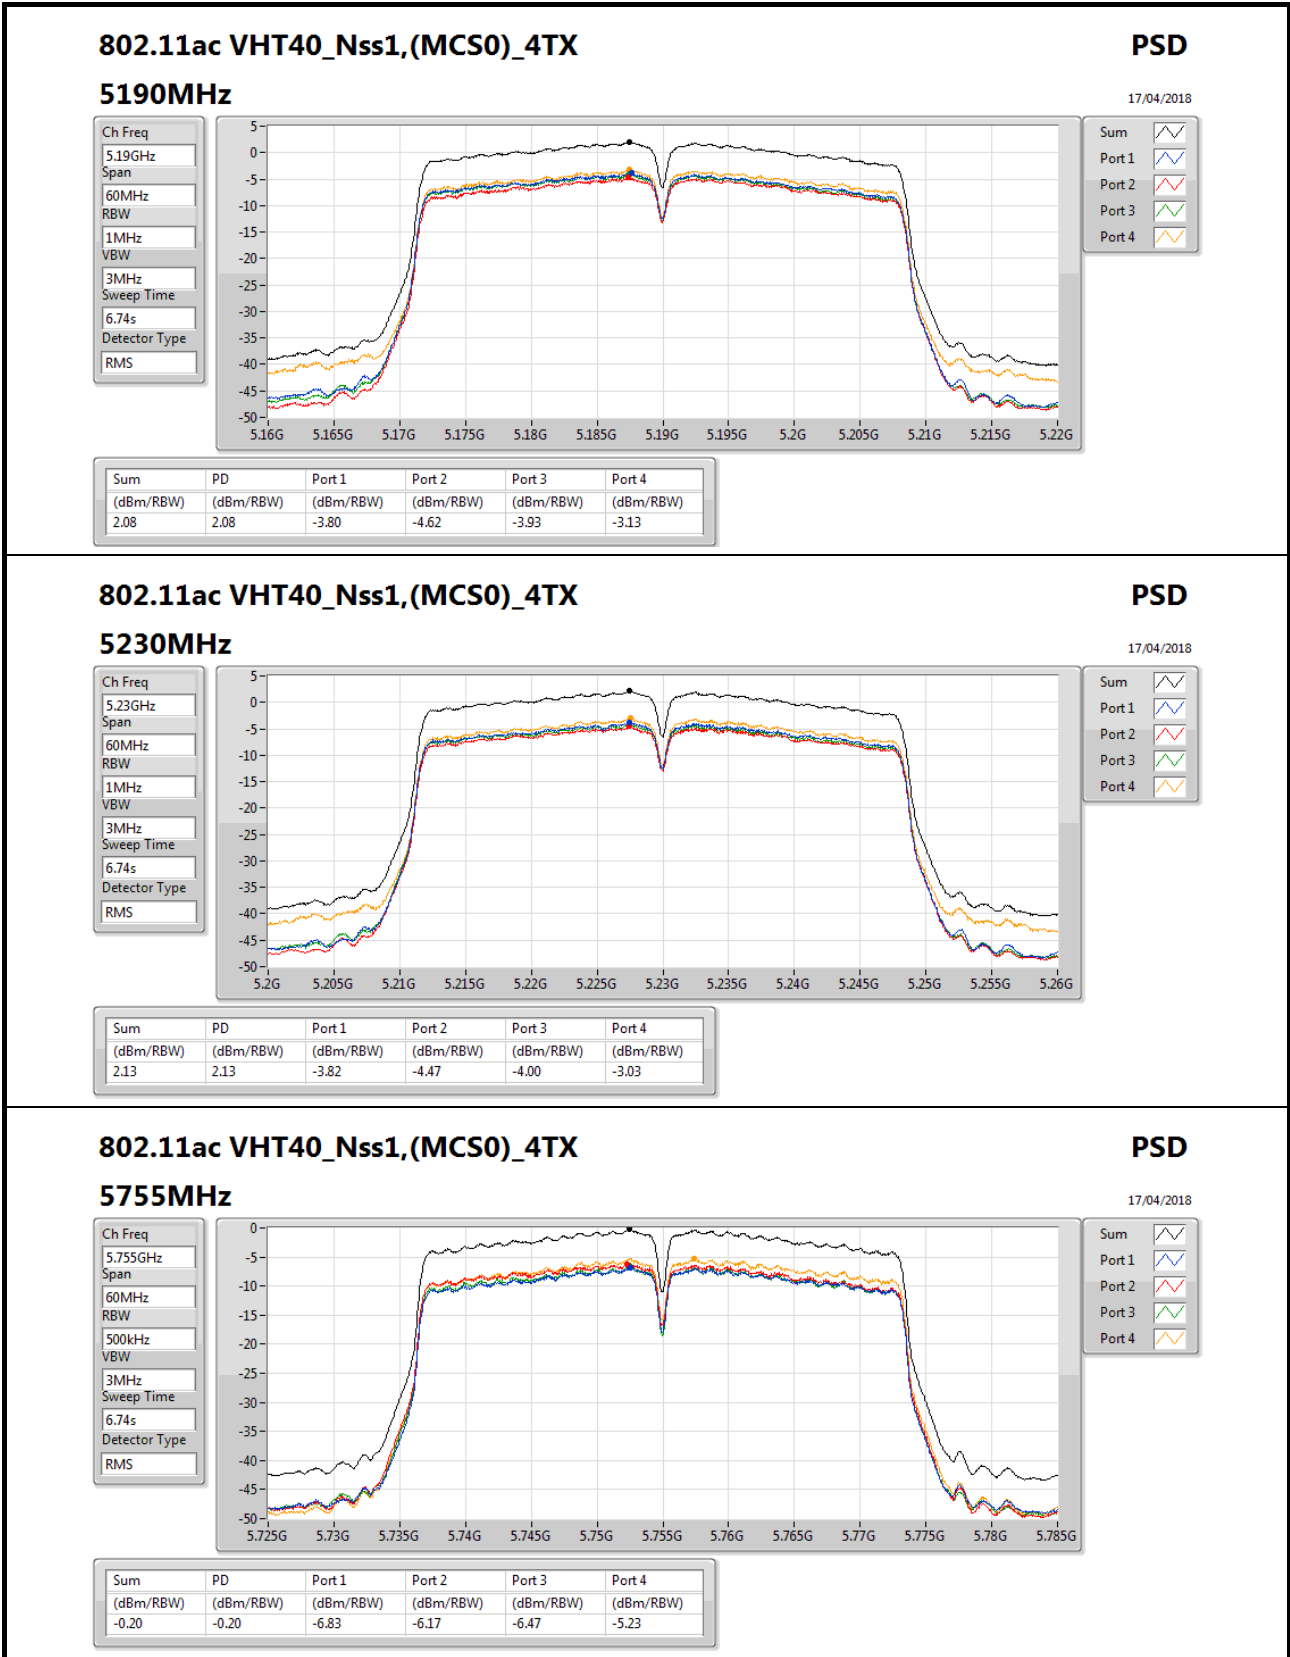 802.11ac VHT40_Nss1,(MCS0)_4TX PSD
5190MHz 17/04/2018
Ch Freq
5.19GHz
Span
60MHz
RBW
1MHz
VBW
3MHz
Sweep Time
6.74s
Detector Type
RMS
5
0
-5
-10
-15
-20
-25
-30
-35
-40
-45
-50
5.16G 5.165G 5.17G 5.175G 5.18G 5.185G 5.19G 5.195G 5.2G 5.205G 5.21G 5.215G 5.22G
Sum
Port 1
Port 2
Port 3
Port 4
Sum PD Port 1 Port 2 Port 3 Port 4
(dBm/RBW) (dBm/RBW) (dBm/RBW) (dBm/RBW) (dBm/RBW) (dBm/RBW)
2.08 2.08 -3.80 -4.62 -3.93 -3.13
802.11ac VHT40_Nss1,(MCS0)_4TX PSD
5230MHz 17/04/2018
Ch Freq
5.23GHz
Span
60MHz
RBW
1MHz
VBW
3MHz
Sweep Time
6.74s
Detector Type
RMS
5
0
-5
-10
-15
-20
-25
-30
-35
-40
-45
-50
5.2G 5.205G 5.21G 5.215G 5.22G 5.225G 5.23G 5.235G 5.24G 5.245G 5.25G 5.255G 5.26G
Sum
Port 1
Port 2
Port 3
Port 4
Sum PD Port 1 Port 2 Port 3 Port 4
(dBm/RBW) (dBm/RBW) (dBm/RBW) (dBm/RBW) (dBm/RBW) (dBm/RBW)
2.13 2.13 -3.82 -4.47 -4.00 -3.03
802.11ac VHT40_Nss1,(MCS0)_4TX PSD
5755MHz 17/04/2018
Ch Freq
5.755GHz
Span
60MHz
RBW
500kHz
VBW
3MHz
Sweep Time
6.74s
Detector Type
RMS
0
-5
-10
-15
-20
-25
-30
-35
-40
-45
-50
5.725G 5.73G 5.735G 5.74G 5.745G 5.75G 5.755G 5.76G 5.765G 5.77G 5.775G 5.78G 5.785G
Sum
Port 1
Port 2
Port 3
Port 4
Sum PD Port 1 Port 2 Port 3 Port 4
(dBm/RBW) (dBm/RBW) (dBm/RBW) (dBm/RBW) (dBm/RBW) (dBm/RBW)
-0.20 -0.20 -6.83 -6.17 -6.47 -5.23